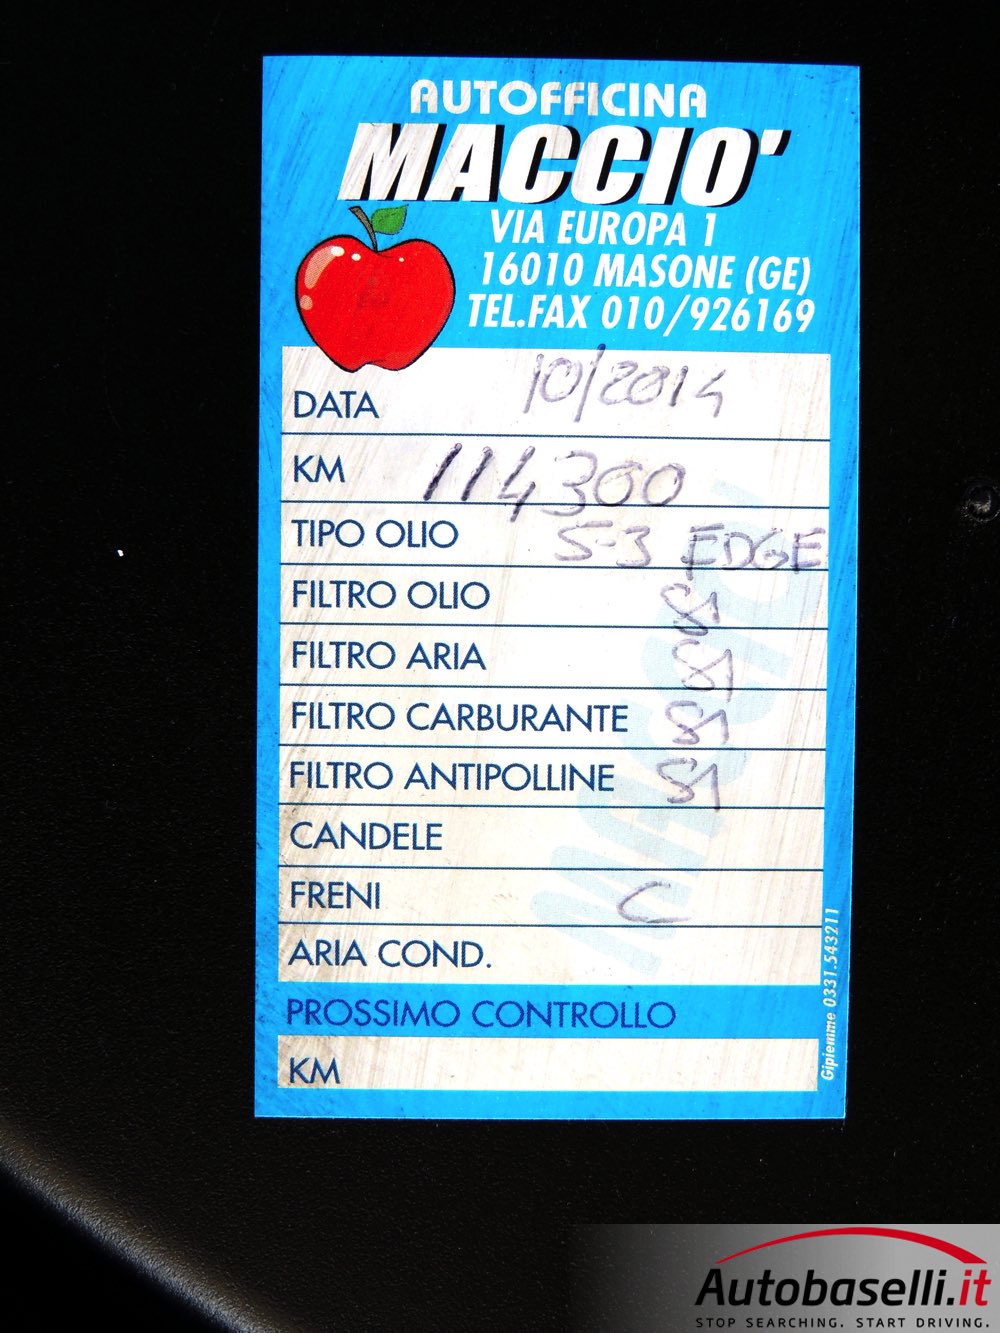 AUTOFFICINA
MACCIO'
VIA EUROPA 1
16010 MASONE (GE)
TEL.FAX 010/926169
DATA 10/2014
KM 114300
TIPO OLIO 5-3 EDGE
FILTRO OLIO
FILTRO ARIA
FILTRO CARBURANTE
FILTRO ANTIPOLLINE
CANDELE
FRENI C
ARIA COND.
PROSSIMO CONTROLLO
KM
Gipiemme 0331.543211
Autobaselli.it
STOP SEARCHING. START DRIVING.